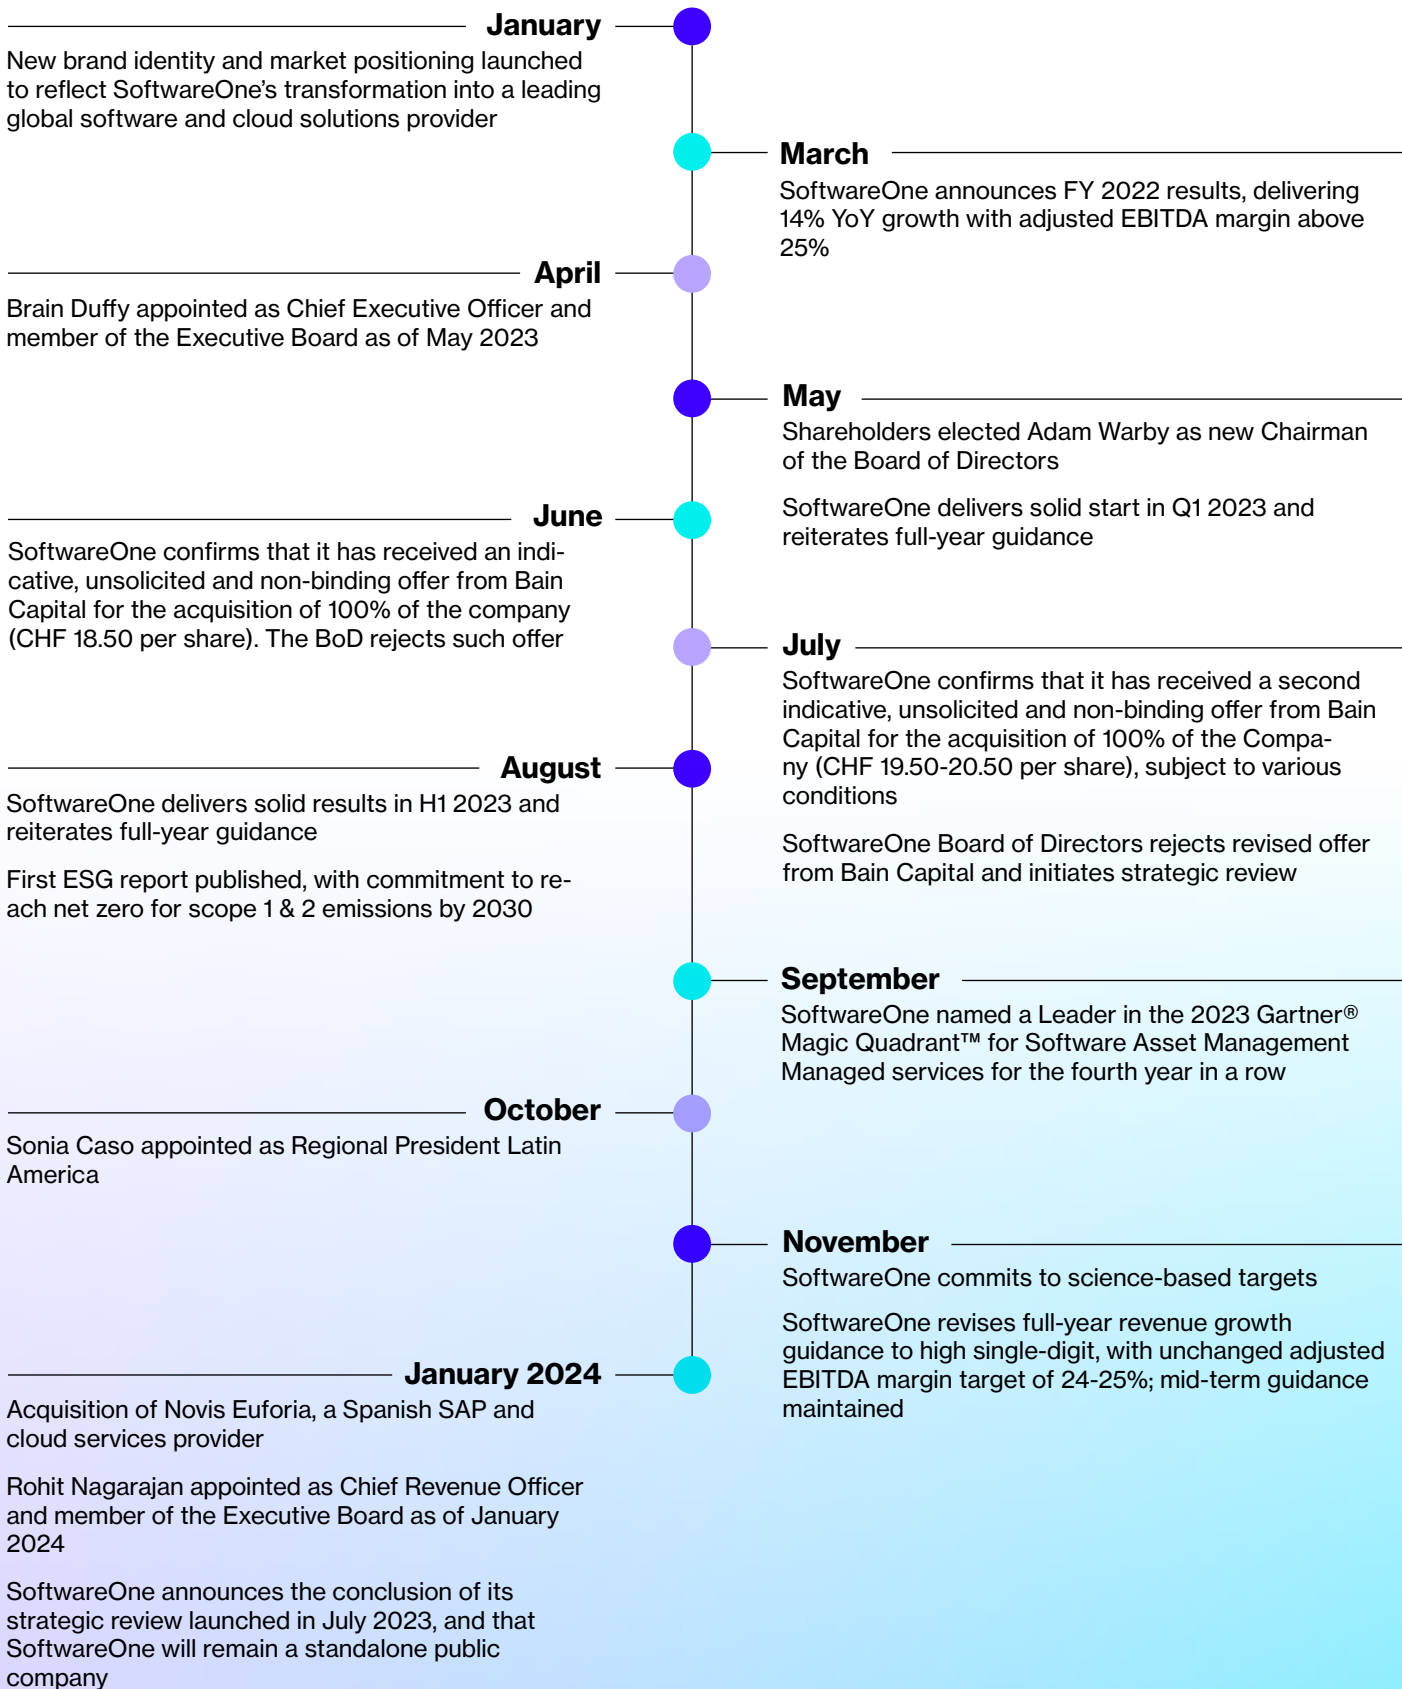 January
New brand identity and market positioning launched
to reflect SoftwareOne’s transformation into a leading
global software and cloud solutions provider
March
SoftwareOne announces FY 2022 results, delivering
14% YoY growth with adjusted EBITDA margin above
25%
April
Brain Duffy appointed as Chief Executive Officer and
member of the Executive Board as of May 2023
May
Shareholders elected Adam Warby as new Chairman
of the Board of Directors
SoftwareOne delivers solid start in Q1 2023 and
reiterates full-year guidance
June
SoftwareOne confirms that it has received an indi-
cative, unsolicited and non-binding offer from Bain
Capital for the acquisition of 100% of the company
(CHF 18.50 per share). The BoD rejects such offer
July
SoftwareOne confirms that it has received a second
indicative, unsolicited and non-binding offer from Bain
Capital for the acquisition of 100% of the Compa-
ny (CHF 19.50-20.50 per share), subject to various
conditions
SoftwareOne Board of Directors rejects revised offer
from Bain Capital and initiates strategic review
August
SoftwareOne delivers solid results in H1 2023 and
reiterates full-year guidance
First ESG report published, with commitment to re-
ach net zero for scope 1 & 2 emissions by 2030
September
SoftwareOne named a Leader in the 2023 Gartner®
Magic Quadrant™ for Software Asset Management
Managed services for the fourth year in a row
October
Sonia Caso appointed as Regional President Latin
America
November
SoftwareOne commits to science-based targets
SoftwareOne revises full-year revenue growth
guidance to high single-digit, with unchanged adjusted
EBITDA margin target of 24-25%; mid-term guidance
maintained
January 2024
Acquisition of Novis Euforia, a Spanish SAP and
cloud services provider
Rohit Nagarajan appointed as Chief Revenue Officer
and member of the Executive Board as of January
2024
SoftwareOne announces the conclusion of its
strategic review launched in July 2023, and that
SoftwareOne will remain a standalone public
company